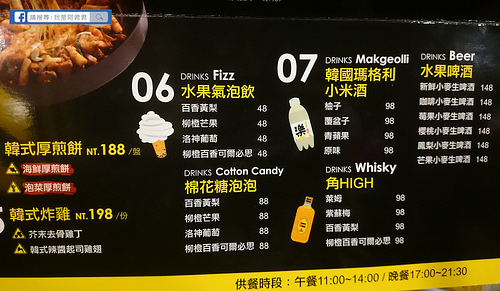 請搜尋:我是阿君君
韓式厚煎餅 NT.188 /盤
海鮮厚煎餅
泡菜厚煎餅
韓式炸雞 NT.198 /份
芥末去骨雞丁
韓式辣醬起司雞翅
06 DRINKS Fizz
水果氣泡飲
百香黃梨 48
柳橙芒果 48
洛神葡萄 48
柳橙百香可爾必思 48
DRINKS Cotton Candy
棉花糖泡泡
百香黃梨 88
柳橙芒果 88
洛神葡萄 88
柳橙百香可爾必思 88
07 DRINKS Makgeolli
韓國瑪格利
小米酒
柚子 98
覆盆子 98
青蘋果 98
原味 98
DRINKS Whisky
角HIGH
萊姆 98
紫蘇梅 98
百香黃梨 98
柳橙百香可爾必思 98
DRINKS Beer
水果啤酒
新鮮小麥生啤酒 148
咖啡小麥生啤酒 148
莓果小麥生啤酒 148
櫻桃小麥生啤酒 148
鳳梨小麥生啤酒 148
芒果小麥生啤酒 148
供餐時段：午餐11:00~14:00 / 晚餐17:00~21:30